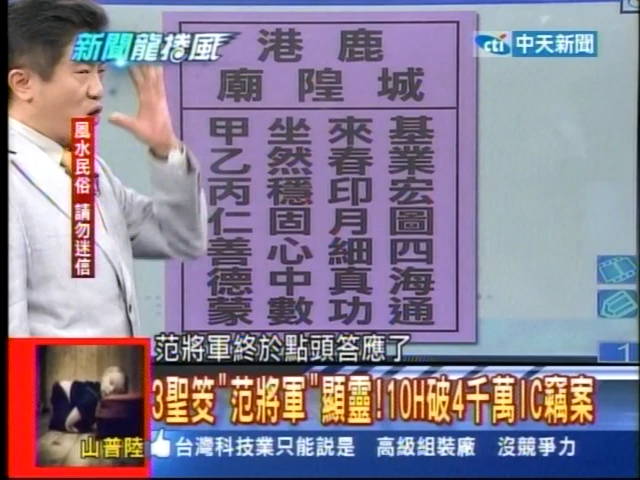 新聞龍捲風
cti 中天新聞
鹿港
城隍廟
基業宏圖四海通
來春印月細真功
坐然穩固心中數
甲乙丙仁善德蒙
風水民俗 請勿迷信
1
范將軍終於點頭答應了
3聖筊"范將軍"顯靈!10H破4千萬IC竊案
山普陸
台灣科技業只能説是 高級組裝廠 沒競爭力